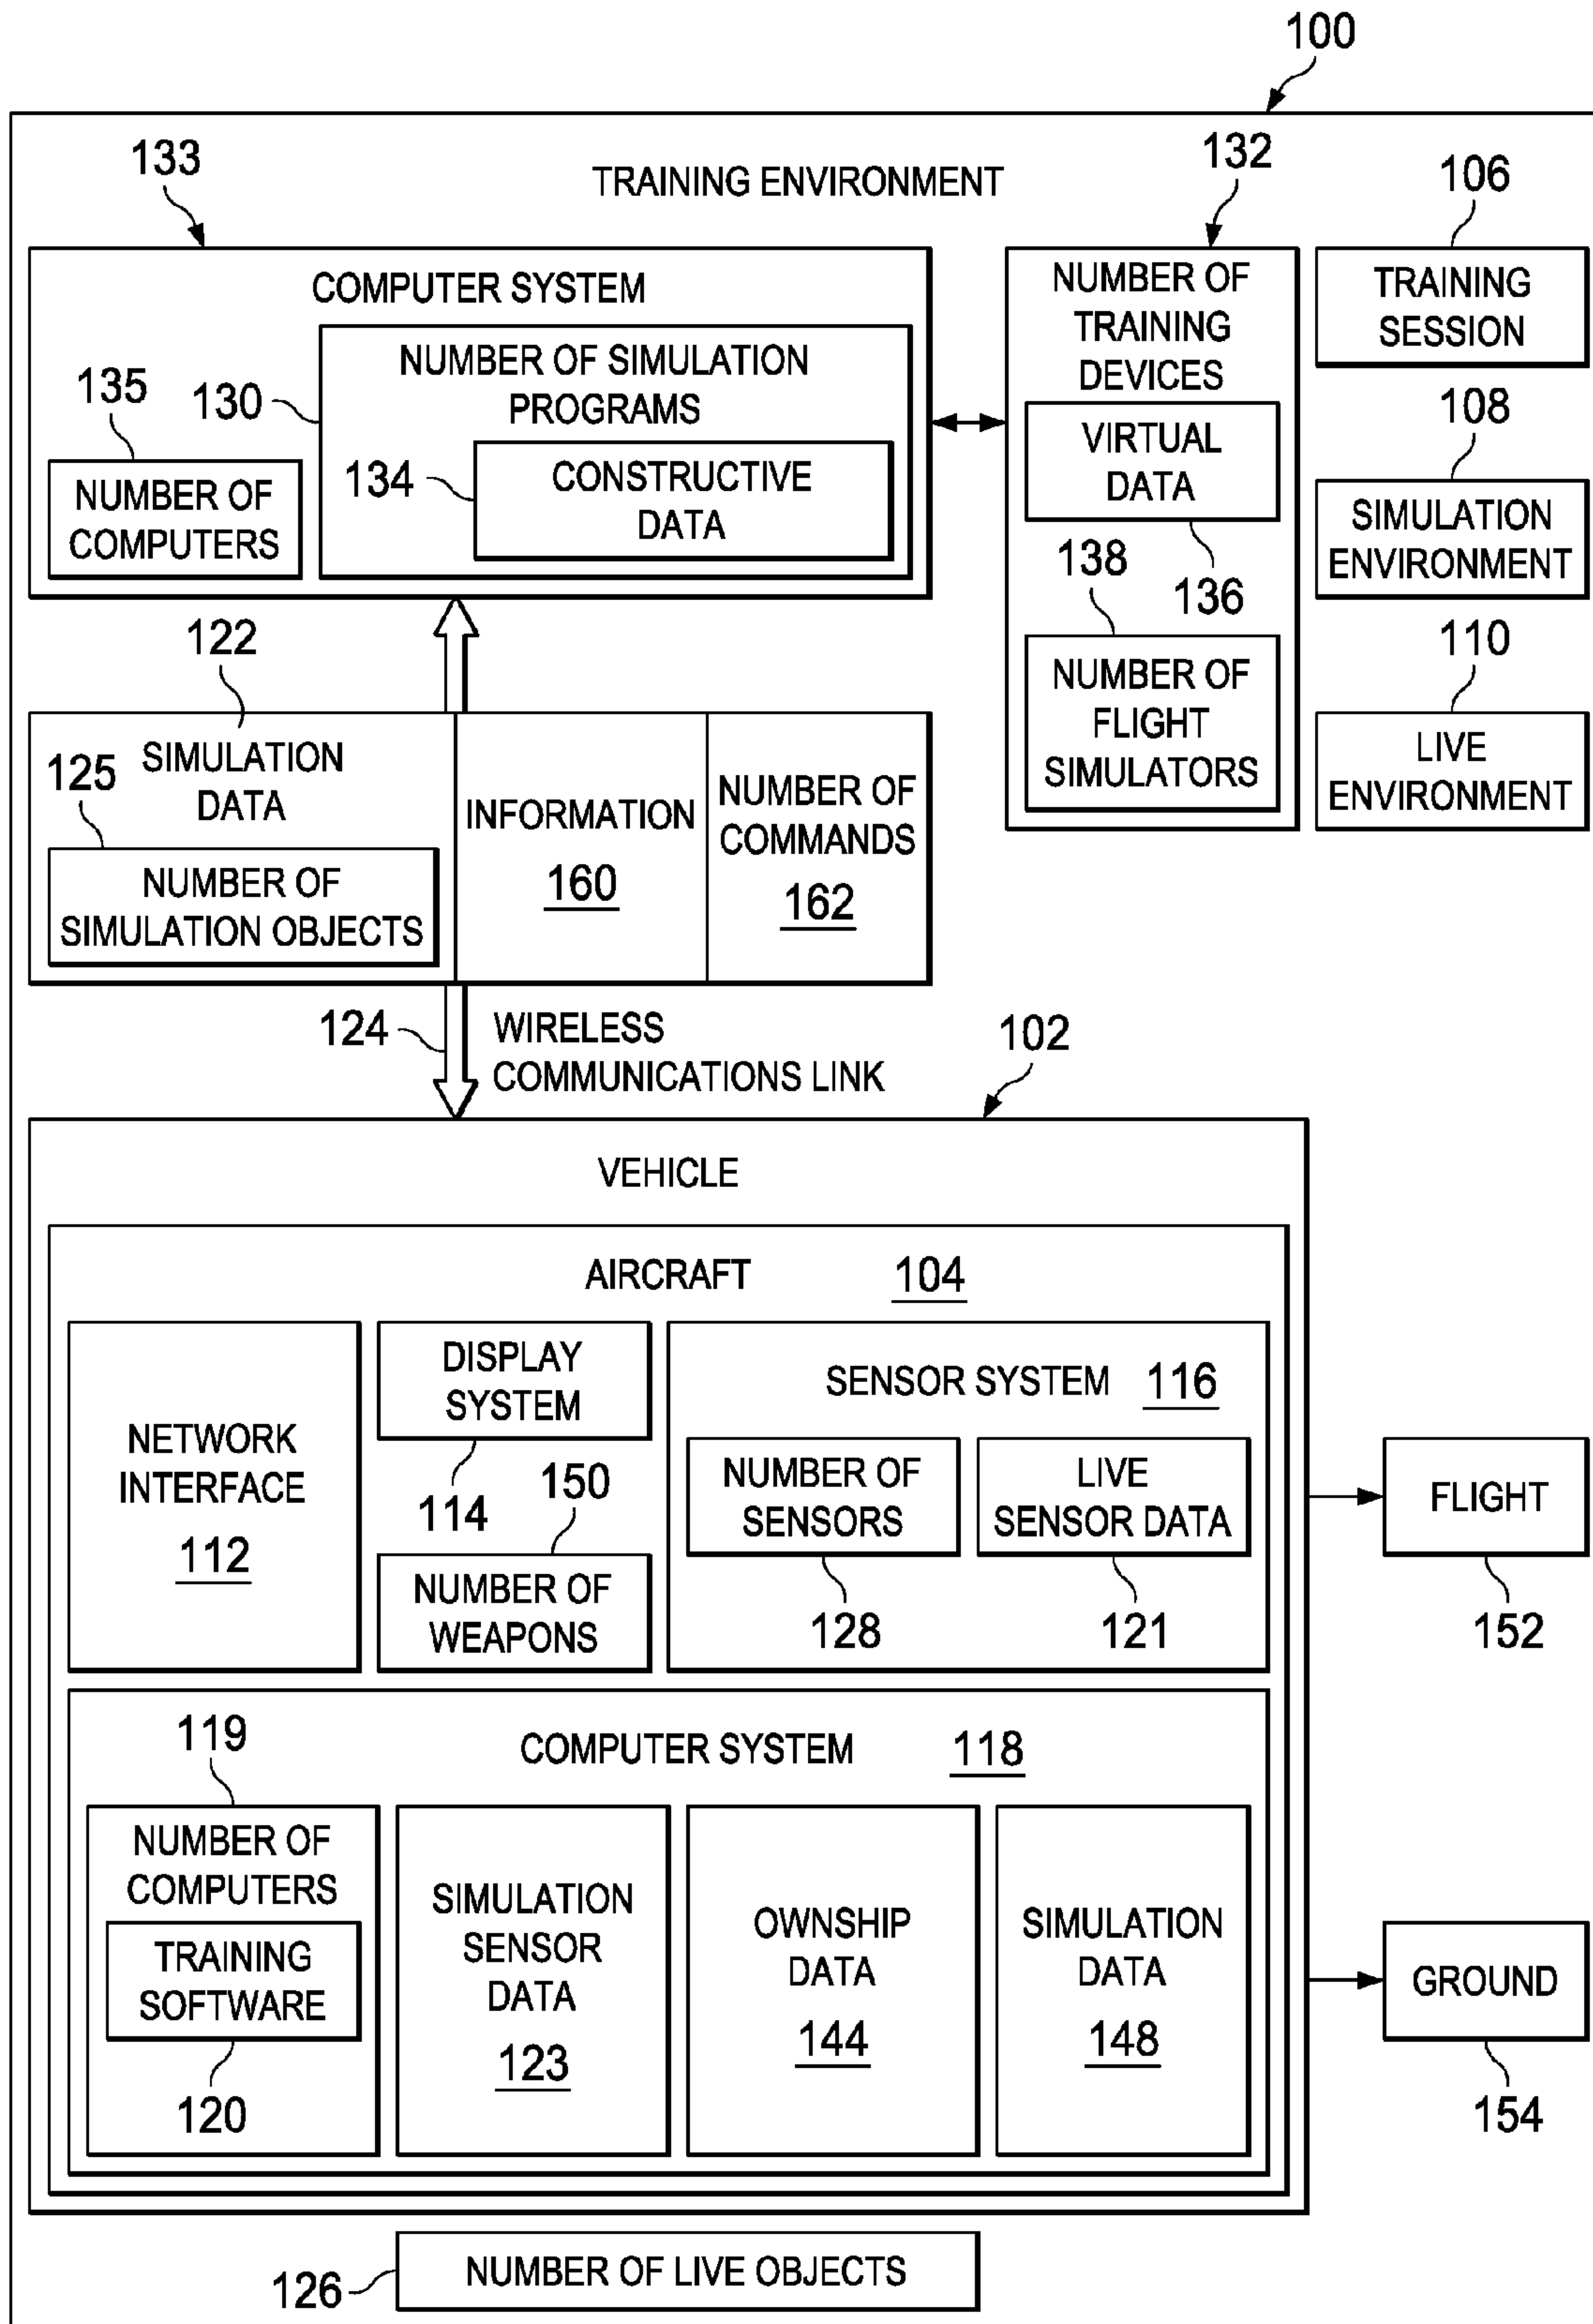 100
TRAINING ENVIRONMENT
133
132
106
COMPUTER SYSTEM
NUMBER OF SIMULATION
PROGRAMS
130
134
CONSTRUCTIVE
DATA
135
NUMBER OF
COMPUTERS
NUMBER OF
TRAINING
DEVICES
VIRTUAL
DATA
136
138
NUMBER OF
FLIGHT
SIMULATORS
TRAINING
SESSION
108
SIMULATION
ENVIRONMENT
110
LIVE
ENVIRONMENT
122
SIMULATION
DATA
125
NUMBER OF
SIMULATION OBJECTS
INFORMATION
160
NUMBER OF
COMMANDS
162
124
WIRELESS
COMMUNICATIONS LINK
102
VEHICLE
AIRCRAFT 104
NETWORK
INTERFACE
112
DISPLAY
SYSTEM
114
150
NUMBER OF
WEAPONS
SENSOR SYSTEM 116
NUMBER OF
SENSORS
128
LIVE
SENSOR DATA
121
FLIGHT
152
COMPUTER SYSTEM 118
119
NUMBER OF
COMPUTERS
TRAINING
SOFTWARE
120
SIMULATION
SENSOR
DATA
123
OWNSHIP
DATA
144
SIMULATION
DATA
148
GROUND
154
126
NUMBER OF LIVE OBJECTS